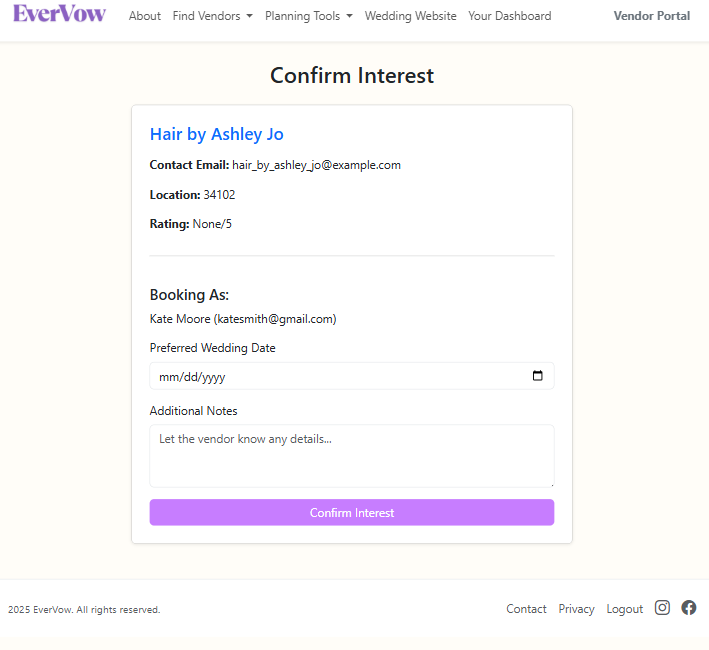 EverVow About Find Vendors Planning Tools Wedding Website Your Dashboard Vendor Portal
Confirm Interest
Hair by Ashley Jo
Contact Email: hair_by_ashley_jo@example.com
Location: 34102
Rating: None/5
Booking As:
Kate Moore (katesmith@gmail.com)
Preferred Wedding Date
mm/dd/yyyy
Additional Notes
Let the vendor know any details...
Confirm Interest
2025 EverVow. All rights reserved. Contact Privacy Logout